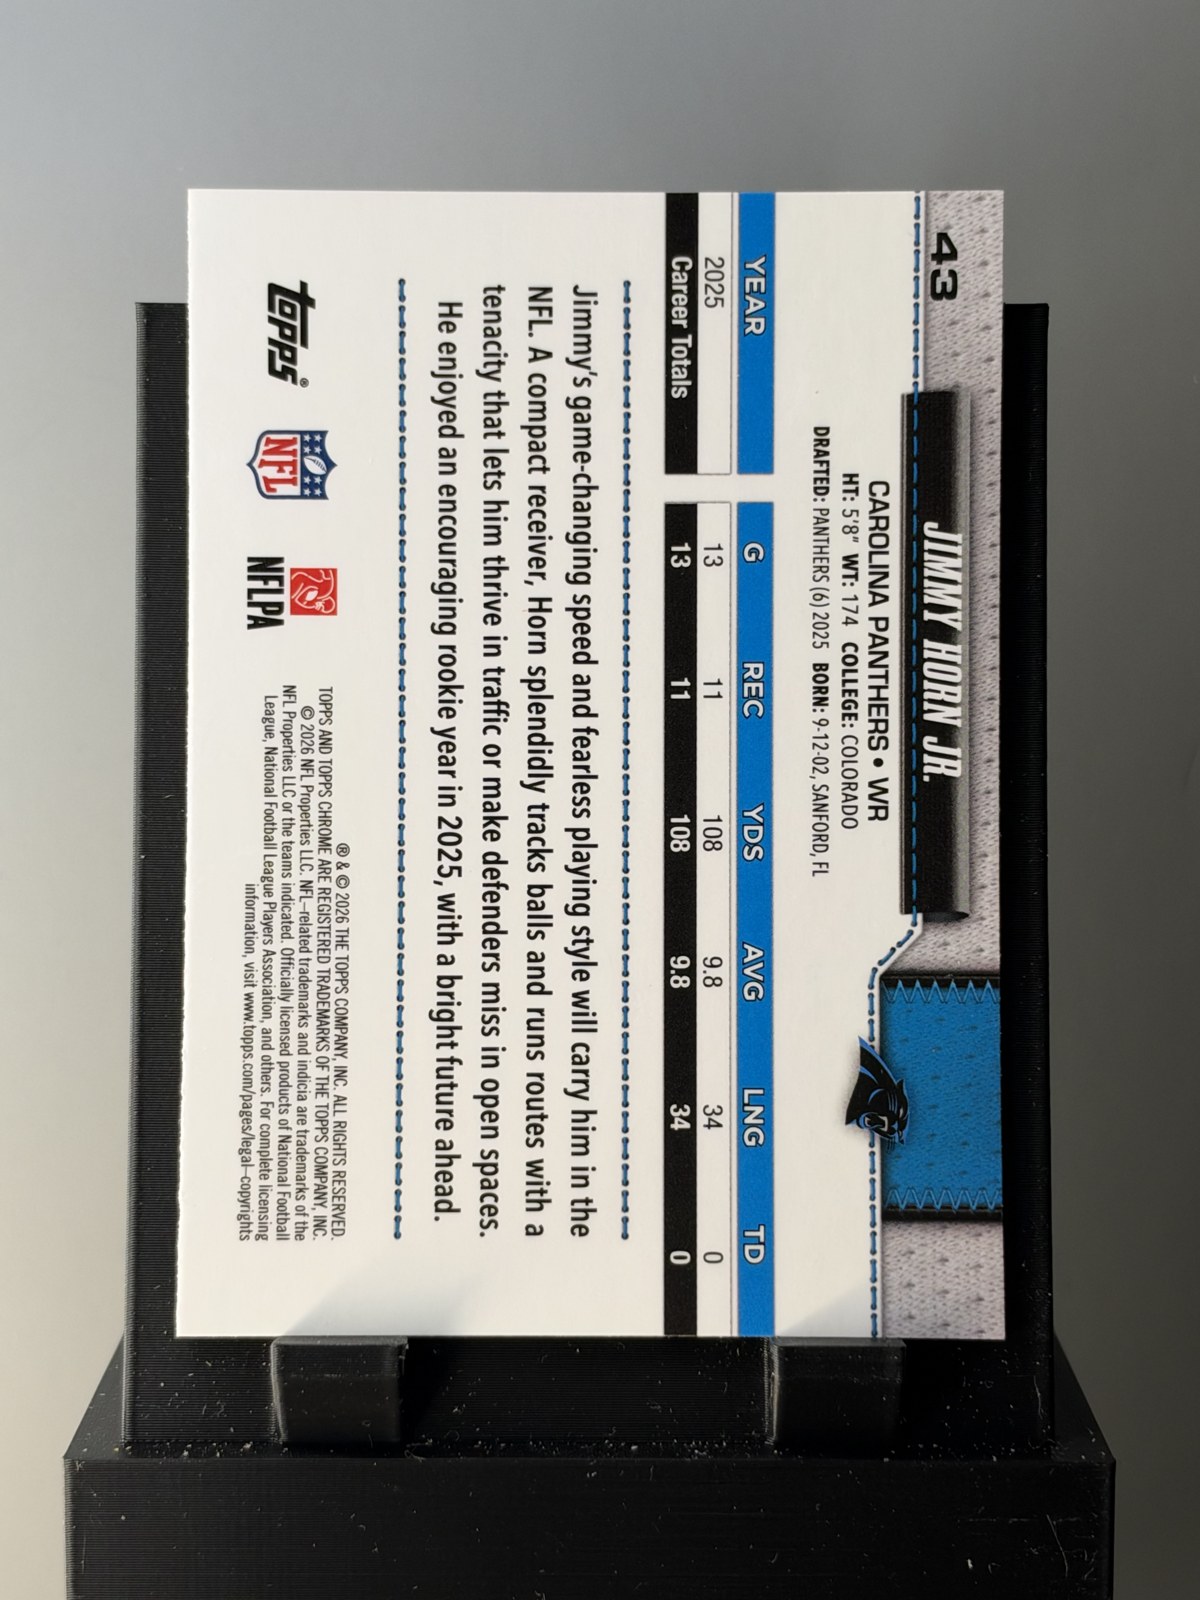 43
JIMMY HORN JR.
CAROLINA PANTHERS • WR
HT: 5'8" WT: 174 COLLEGE: COLORADO
DRAFTED: PANTHERS (6) 2025 BORN: 9-12-02, SANFORD, FL
YEAR G REC YDS AVG LNG TD
2025 13 11 108 9.8 34 0
Career Totals 13 11 108 9.8 34 0
Jimmy's game-changing speed and fearless playing style will carry him in the
NFL. A compact receiver, Horn splendidly tracks balls and runs routes with a
tenacity that lets him thrive in traffic or make defenders miss in open spaces.
He enjoyed an encouraging rookie year in 2025, with a bright future ahead.
topps®
NFL
NFLPA
® & © 2026 THE TOPPS COMPANY, INC. ALL RIGHTS RESERVED.
TOPPS AND TOPPS CHROME ARE REGISTERED TRADEMARKS OF THE TOPPS COMPANY, INC.
© 2026 NFL Properties LLC. NFL-related trademarks and indicia are trademarks of the
NFL Properties LLC or the teams indicated. Officially licensed products of National Football
League, National Football League Players Association, and others. For complete licensing
information, visit www.topps.com/pages/legal-copyrights